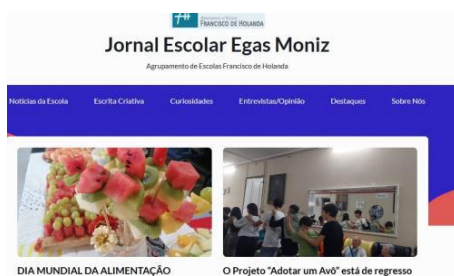 FRANCISCO DE HOLANDA
Jornal Escolar Egas Moniz
Agrupamento de Escolas Francisco de Holanda
Notícias da Escola Escrita Criativa Curiosidades Entrevistas/Opinião Destaques Sobre Nós
DIA MUNDIAL DA ALIMENTAÇÃO
O Projeto "Adotar um Avô" está de regresso